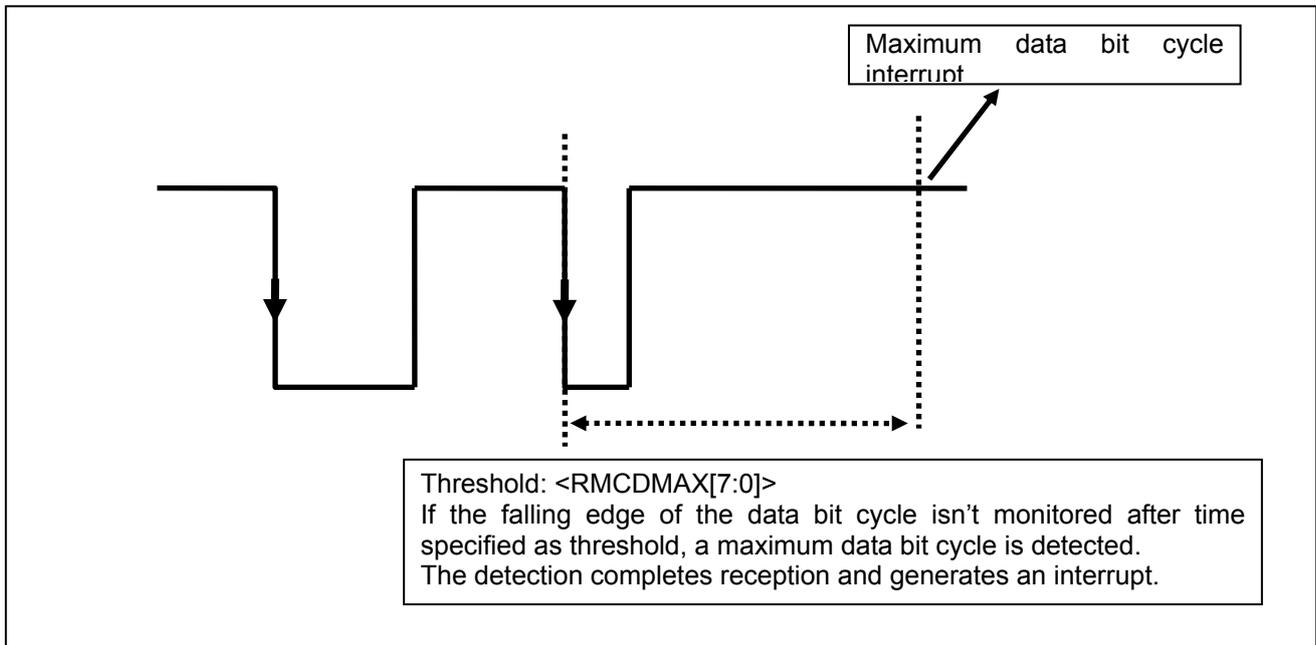 Maximum data bit cycle
interrupt
Threshold: <RMCDMAX[7:0]>
If the falling edge of the data bit cycle isn't monitored after time
specified as threshold, a maximum data bit cycle is detected.
The detection completes reception and generates an interrupt.